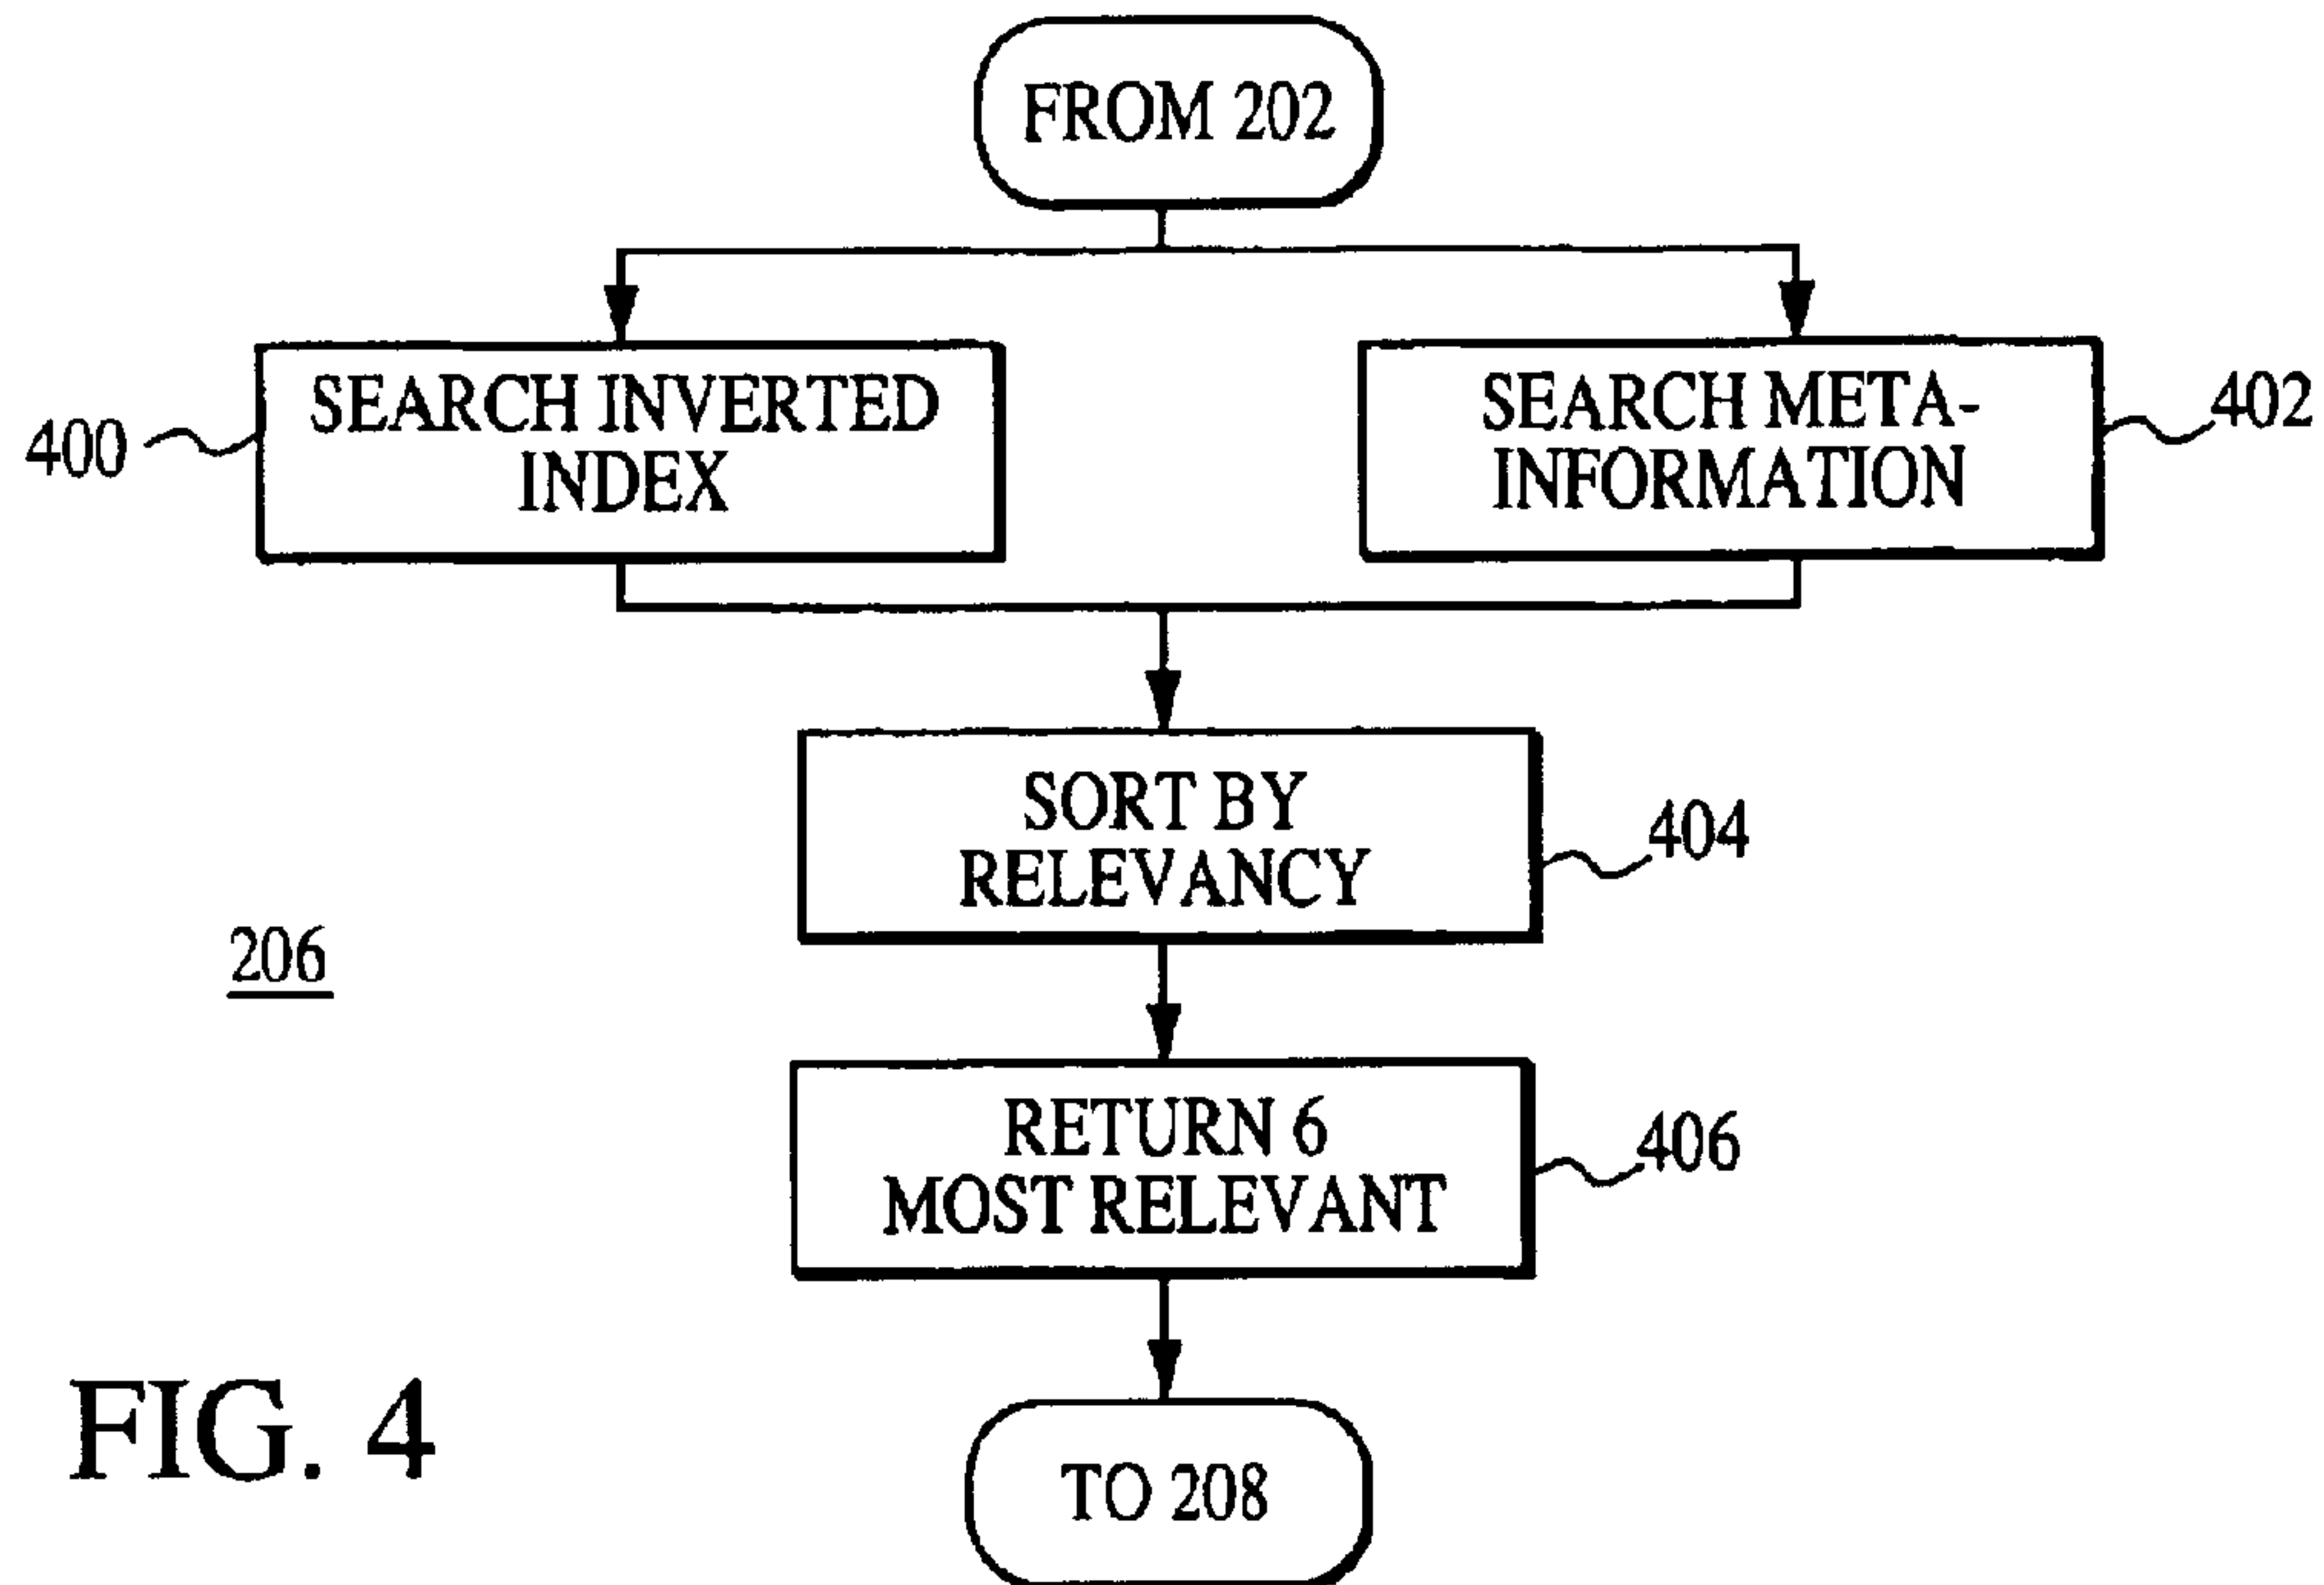 FROM 202
SEARCH INVERTED
INDEX
400
SEARCH META-
INFORMATION
402
SORT BY
RELEVANCY
404
206
RETURN 6
MOST RELEVANT
406
FIG. 4
TO 208